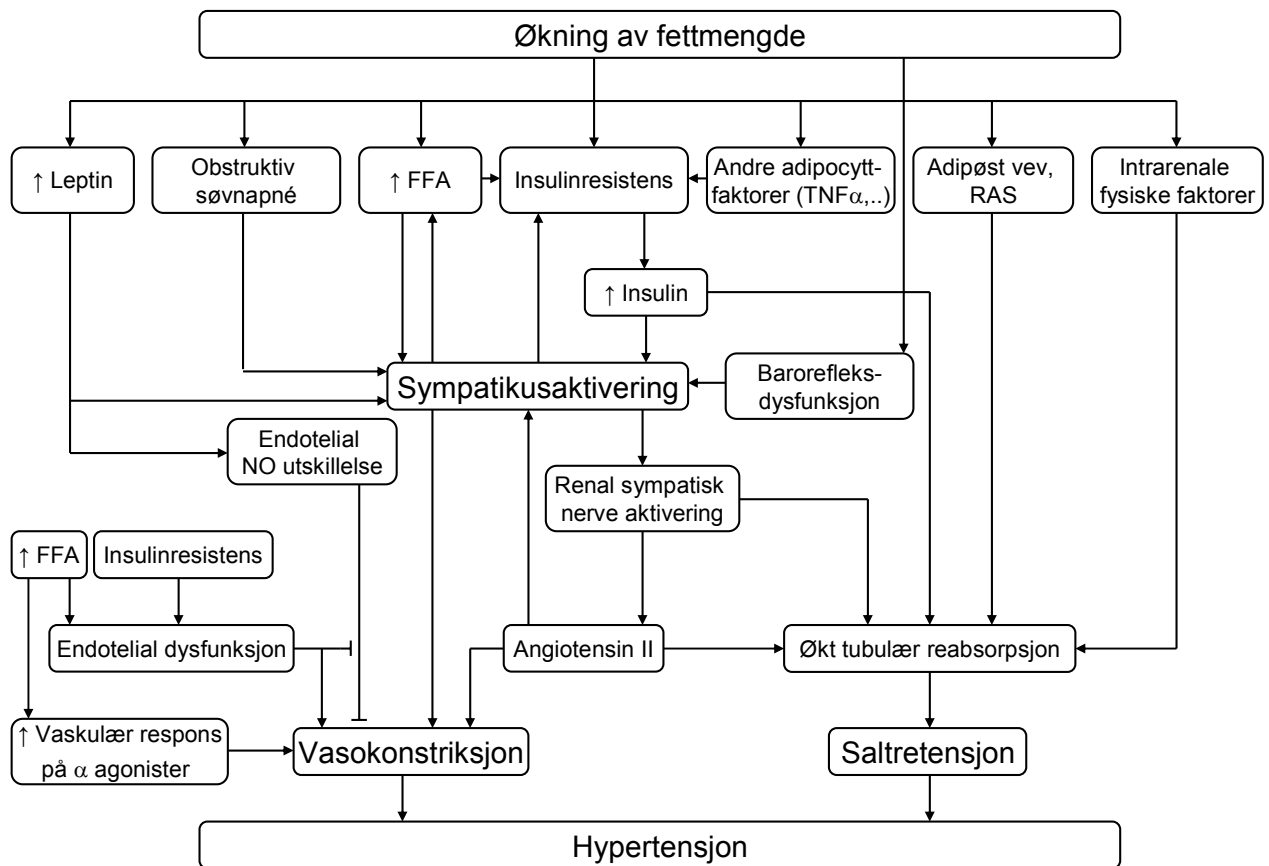 Økning av fettmengde
↑ Leptin
Obstruktiv
søvnapné
↑ FFA
Insulinresistens
Andre adipocytt-
faktorer (TNFα,..)
Adipøst vev,
RAS
Intrarenale
fysiske faktorer
↑ Insulin
Sympatikusaktivering
Barorefleks-
dysfunksjon
Endotelial
NO utskillelse
Renal sympatisk
nerve aktivering
↑ FFA
Insulinresistens
Endotelial dysfunksjon
Angiotensin II
Økt tubulær reabsorpsjon
↑ Vaskulær respons
på α agonister
Vasokonstriksjon
Saltretensjon
Hypertensjon